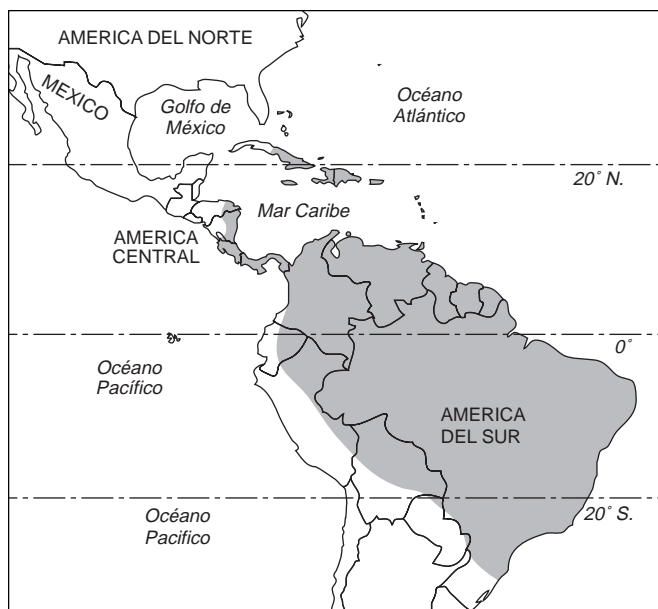 AMERICA DEL NORTE
MEXICO
Golfo de
México
Océano
Atlántico
20˚ N.
Mar Caribe
AMERICA
CENTRAL
0˚
Océano
Pacífico
AMERICA
DEL SUR
20˚ S.
Océano
Pacifico